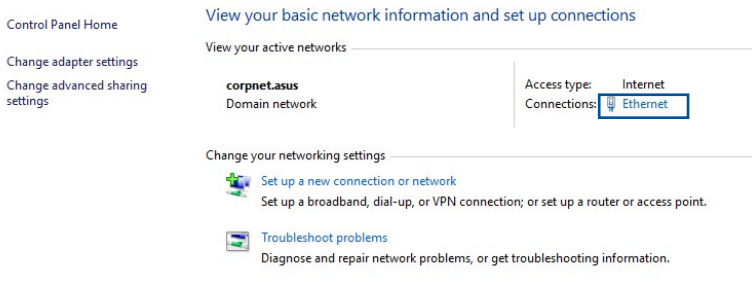 Control Panel Home
Change adapter settings
Change advanced sharing
settings
View your basic network information and set up connections
View your active networks
corpnet.asus
Domain network
Access type: Internet
Connections: Ethernet
Change your networking settings
Set up a new connection or network
Set up a broadband, dial-up, or VPN connection; or set up a router or access point.
Troubleshoot problems
Diagnose and repair network problems, or get troubleshooting information.